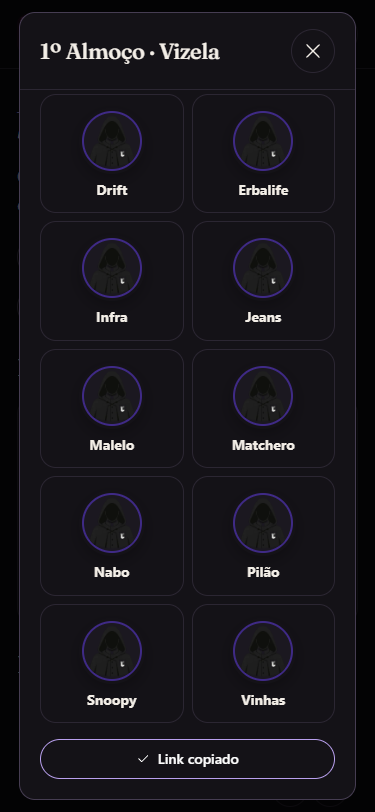 1º Almoço · Vizela
Drift
Erbalife
Infra
Jeans
Malelo
Matchero
Nabo
Pilão
Snoopy
Vinhas
Link copiado